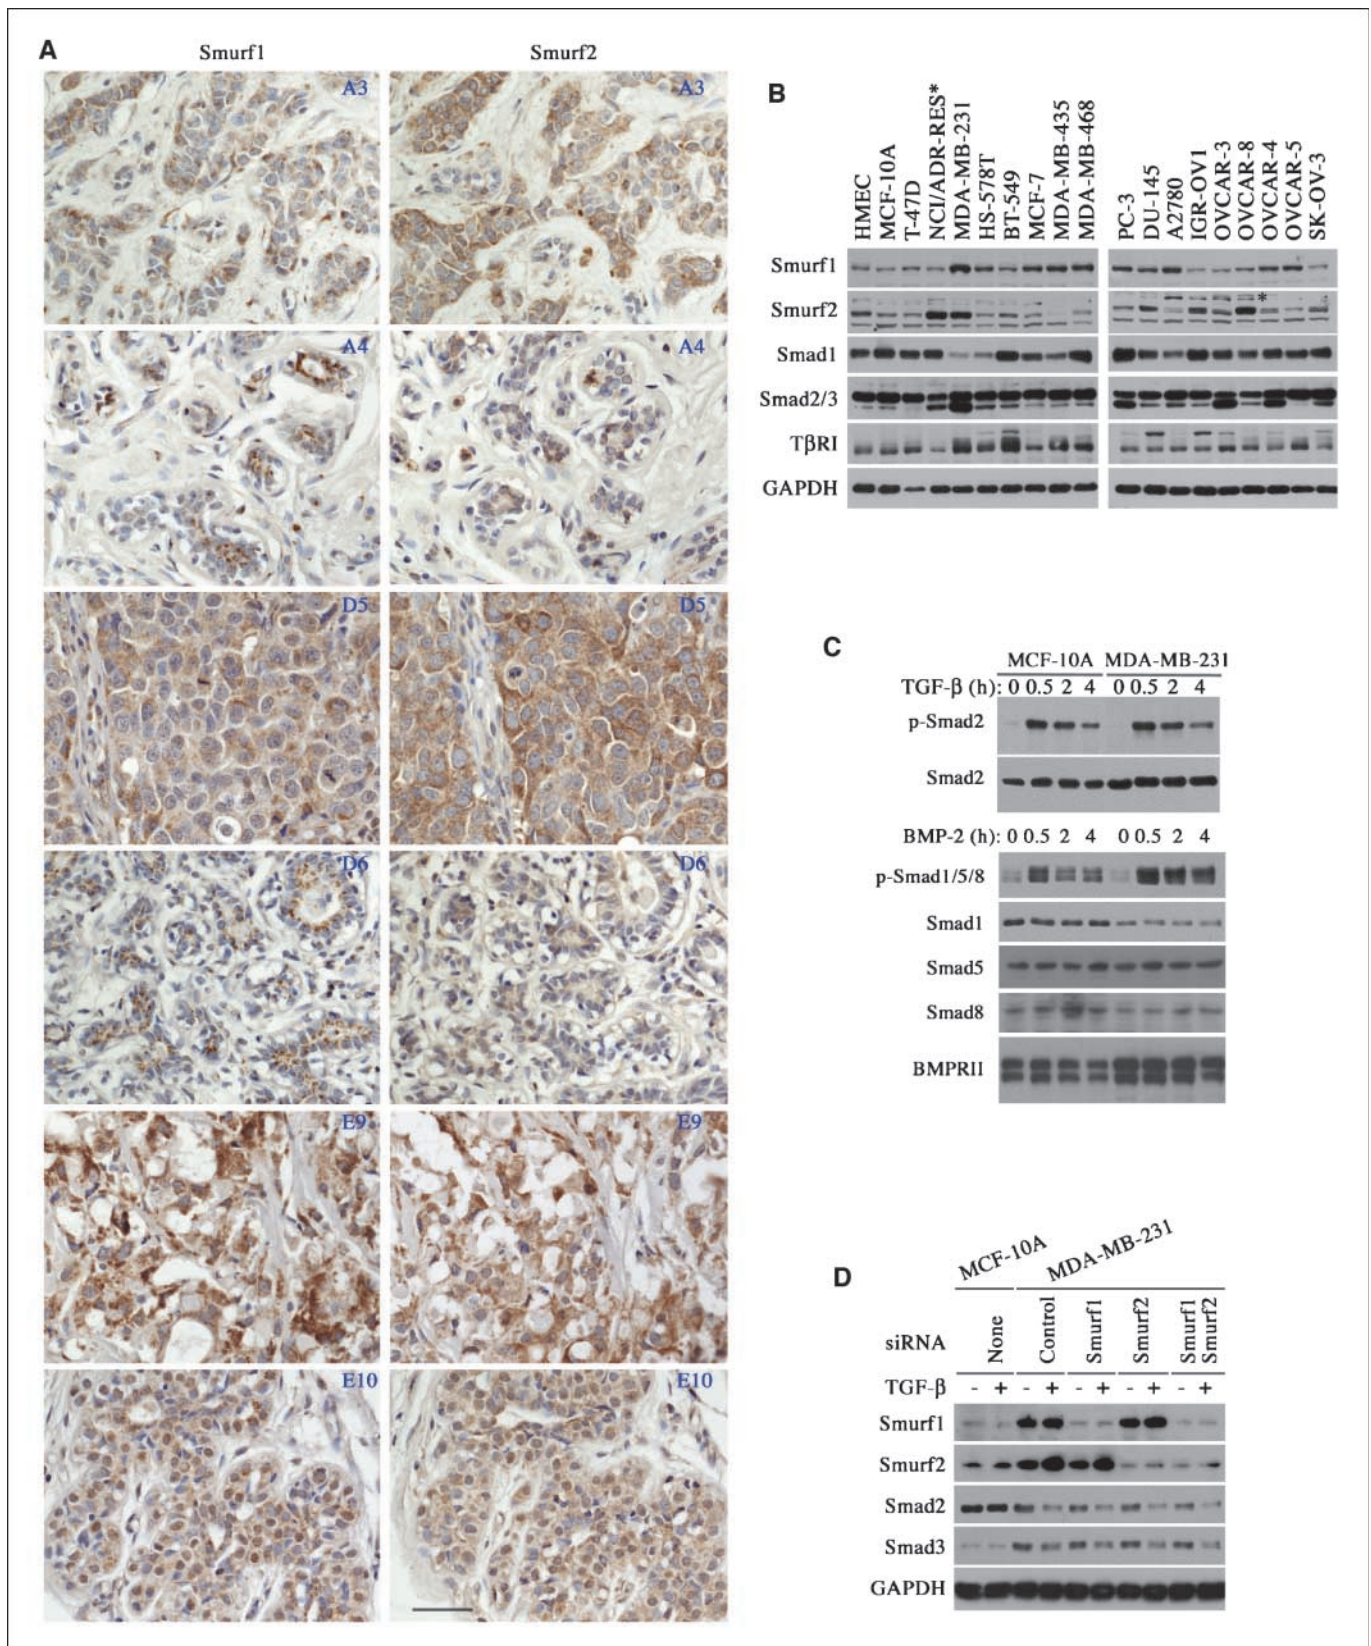 A
Smurf1 Smurf2
A3 A3
A4 A4
D5 D5
D6 D6
E9 E9
E10 E10
B
HMEC
MCF-10A
T-47D
NCI/ADR-RES*
MDA-MB-231
HS-578T
BT-549
MCF-7
MDA-MB-435
MDA-MB-468
PC-3
DU-145
A2780
IGR-OV1
OVCAR-3
OVCAR-8
OVCAR-4
OVCAR-5
SK-OV-3
Smurf1
Smurf2 *
Smad1
Smad2/3
TβRI
GAPDH
C
MCF-10A MDA-MB-231
TGF-β (h): 0 0.5 2 4 0 0.5 2 4
p-Smad2
Smad2
BMP-2 (h): 0 0.5 2 4 0 0.5 2 4
p-Smad1/5/8
Smad1
Smad5
Smad8
BMPRII
D
MCF-10A
MDA-MB-231
siRNA
None
Control
Smurf1
Smurf2
Smurf1
Smurf2
TGF-β - + - + - + - + - +
Smurf1
Smurf2
Smad2
Smad3
GAPDH